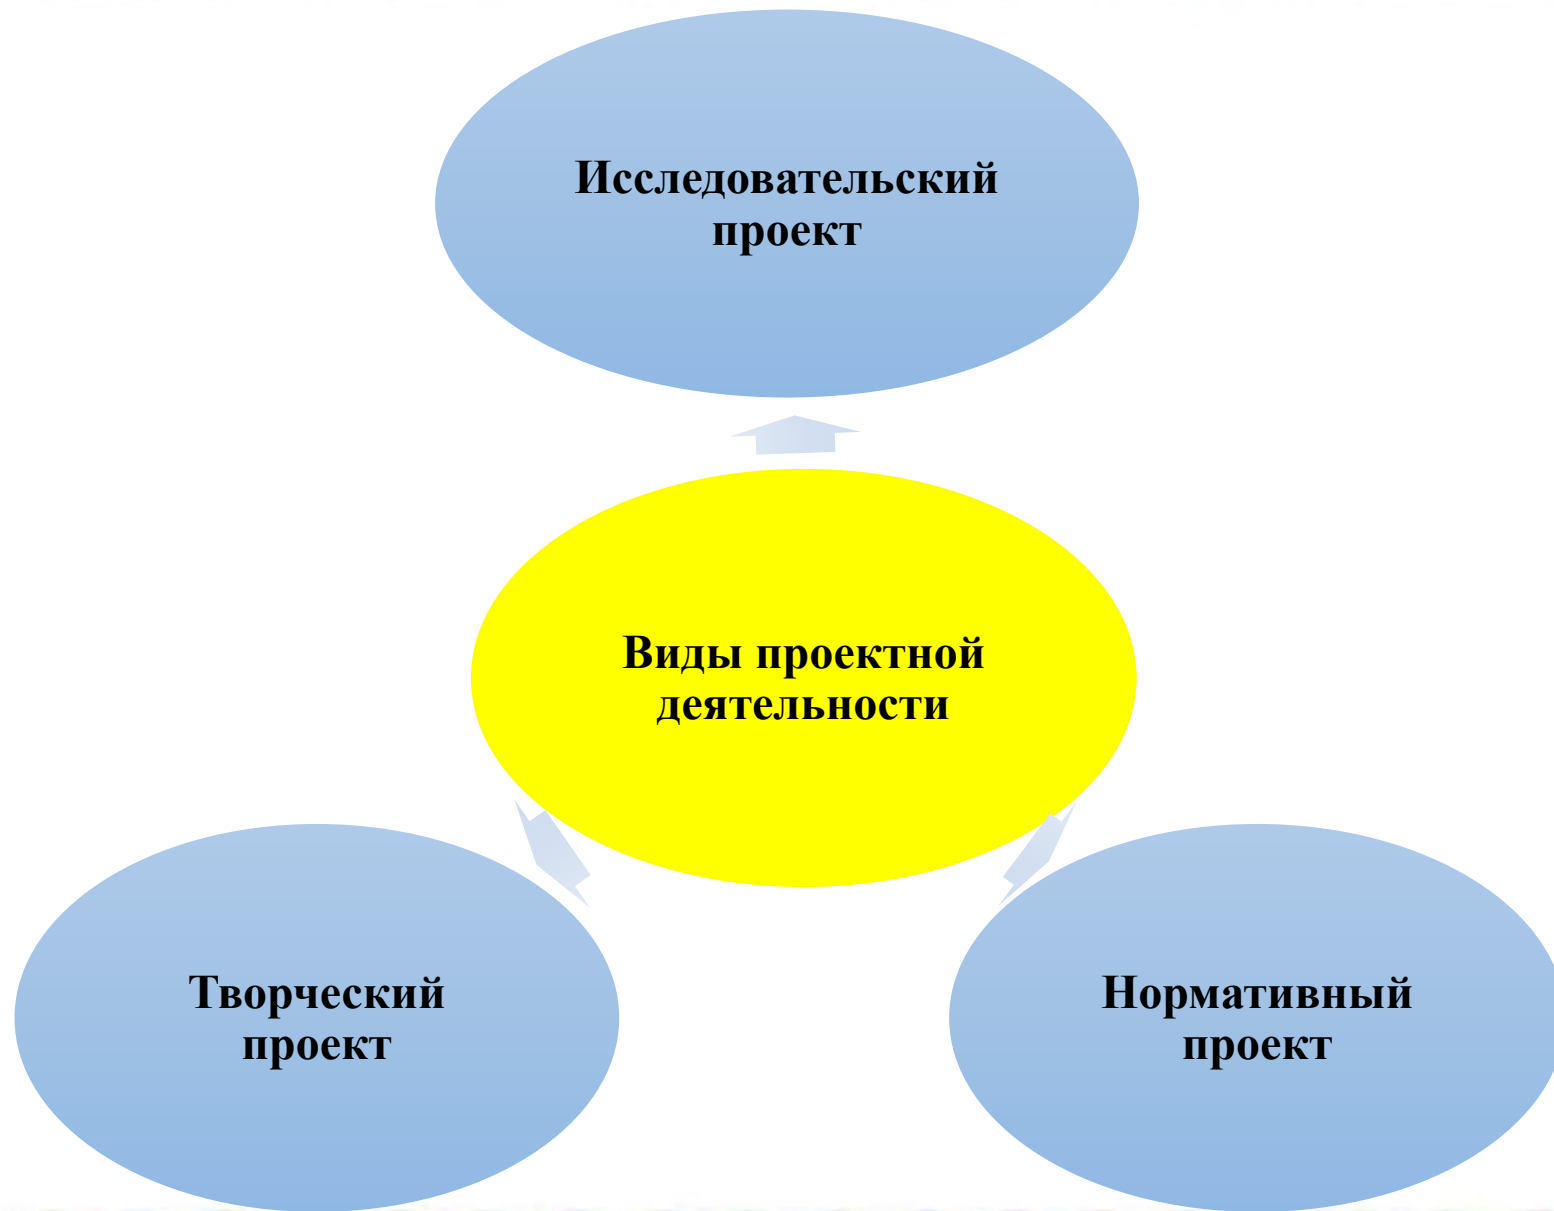 Исследовательский
проект
Виды проектной
деятельности
Творческий
проект
Нормативный
проект